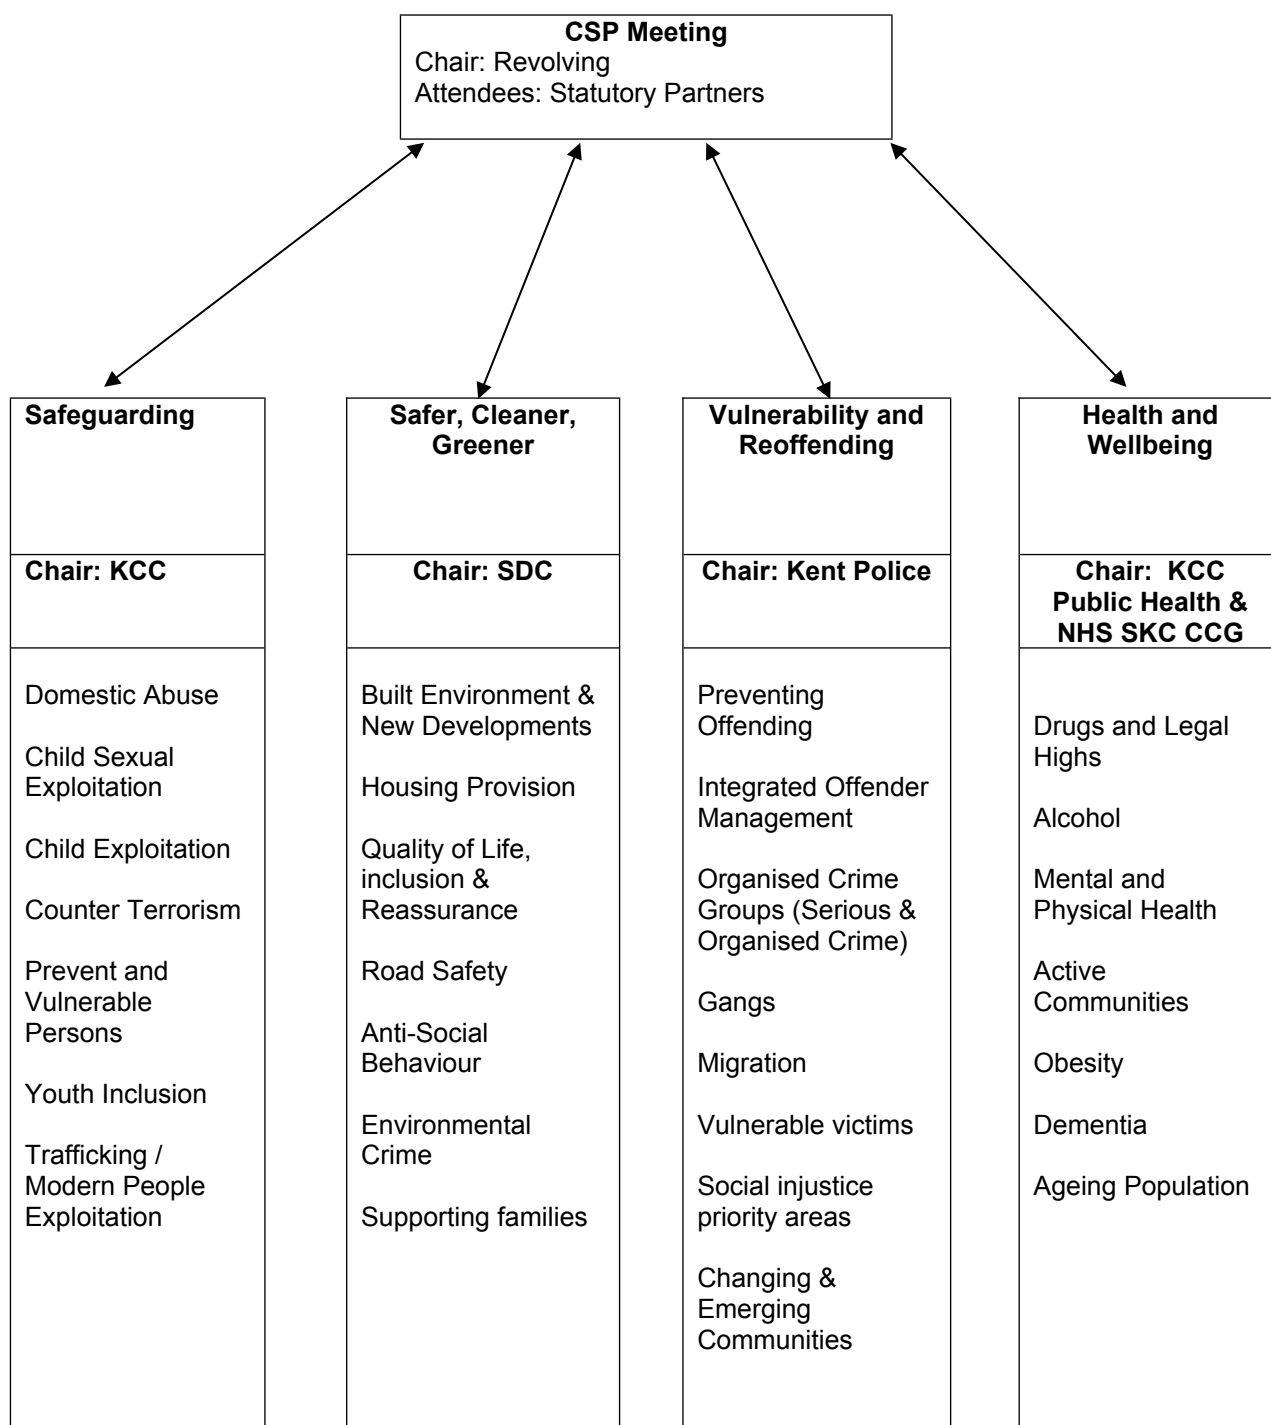 CSP Meeting
Chair: Revolving
Attendees: Statutory Partners
Safeguarding
Chair: KCC
Domestic Abuse
Child Sexual
Exploitation
Child Exploitation
Counter Terrorism
Prevent and
Vulnerable
Persons
Youth Inclusion
Trafficking /
Modern People
Exploitation
Safer, Cleaner,
Greener
Chair: SDC
Built Environment &
New Developments
Housing Provision
Quality of Life,
inclusion &
Reassurance
Road Safety
Anti-Social
Behaviour
Environmental
Crime
Supporting families
Vulnerability and
Reoffending
Chair: Kent Police
Preventing
Offending
Integrated Offender
Management
Organised Crime
Groups (Serious &
Organised Crime)
Gangs
Migration
Vulnerable victims
Social injustice
priority areas
Changing &
Emerging
Communities
Health and
Wellbeing
Chair: KCC
Public Health &
NHS SKC CCG
Drugs and Legal
Highs
Alcohol
Mental and
Physical Health
Active
Communities
Obesity
Dementia
Ageing Population